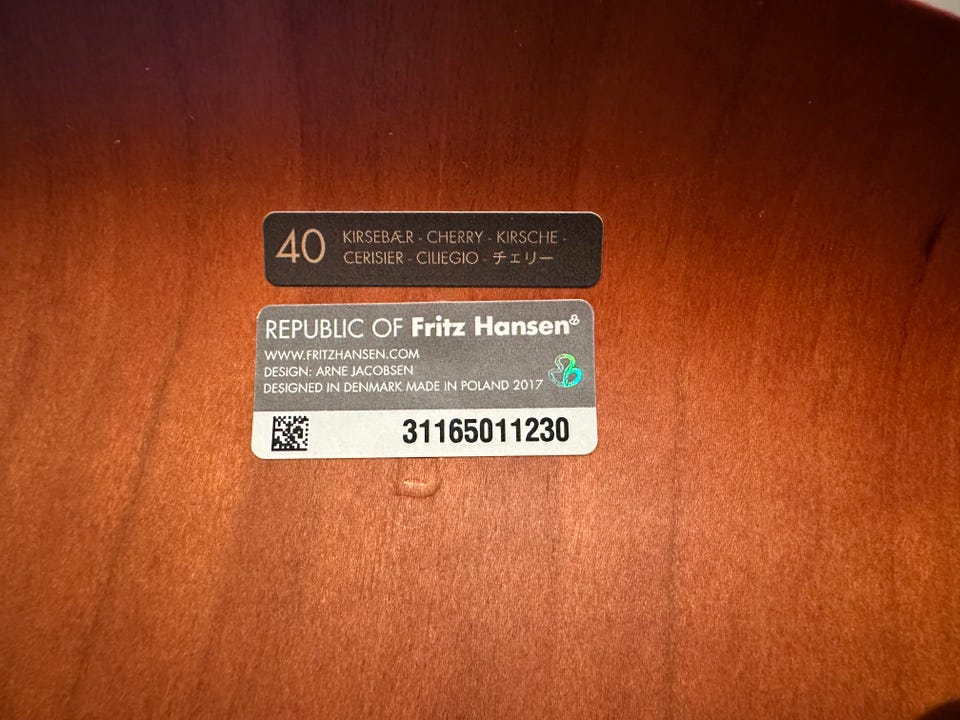 40
KIRSEBÆR - CHERRY - KIRSCHE -
CERISIER - CILIEGIO - チェリー
REPUBLIC OF Fritz Hansen®
WWW.FRITZHANSEN.COM
DESIGN: ARNE JACOBSEN
DESIGNED IN DENMARK MADE IN POLAND 2017
31165011230